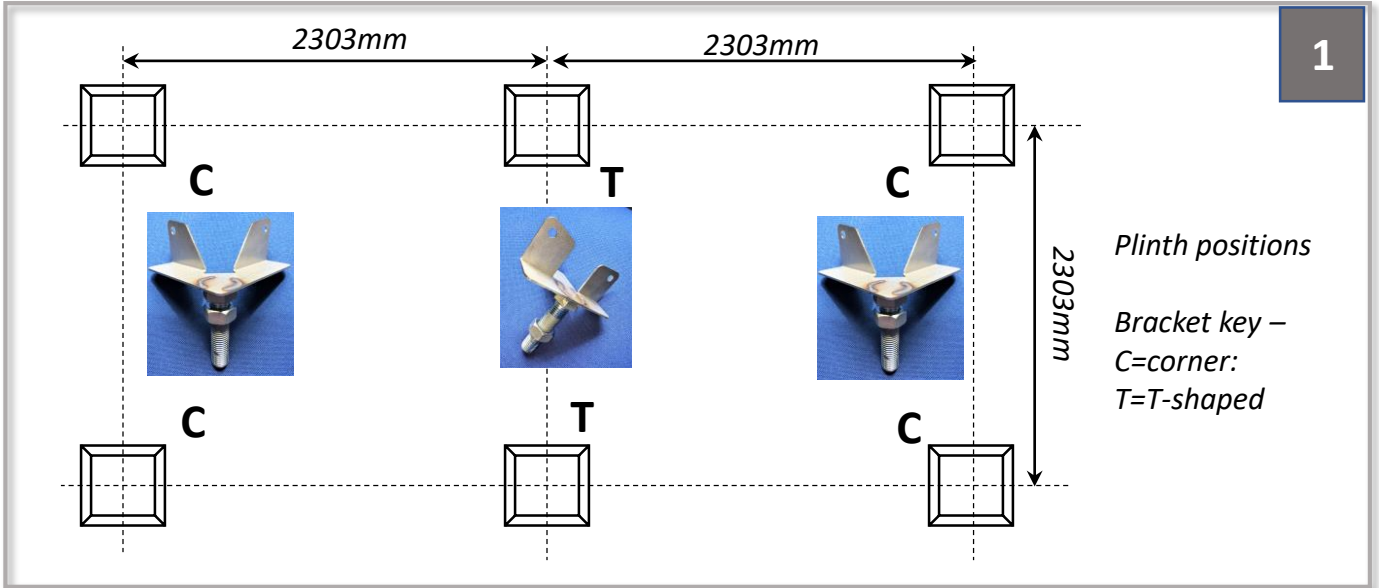 2303mm
2303mm
1
C
T
C
2303mm
Plinth positions
Bracket key –
C=corner:
T=T-shaped
C
T
C